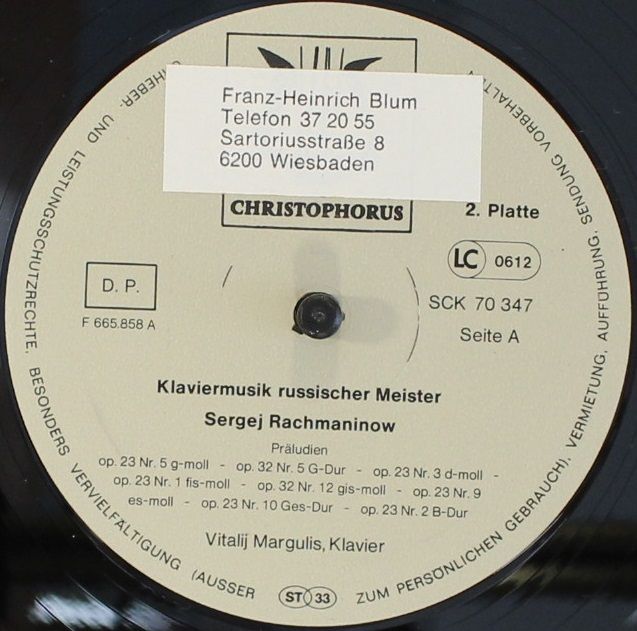 Franz-Heinrich Blum
Telefon 37 20 55
Sartoriusstraße 8
6200 Wiesbaden
CHRISTOPHORUS
2. Platte
LC 0612
D. P.
F 665.858 A
SCK 70 347
Seite A
Klaviermusik russischer Meister
Sergej Rachmaninow
Präludien
op. 23 Nr. 5 g-moll - op. 32 Nr. 5 G-Dur - op. 23 Nr. 3 d-moll -
op. 23 Nr. 1 fis-moll - op. 32 Nr. 12 gis-moll - op. 23 Nr. 9
es-moll - op. 23 Nr. 10 Ges-Dur - op. 23 Nr. 2 B-Dur
Vitalij Margulis, Klavier
ST 33
UND LEISTUNGSSCHUTZRECHTE, BESONDERS VERVIELFÄLTIGUNG (AUSSER ZUM PERSÖNLICHEN GEBRAUCH), VERMIETUNG, AUFFÜHRUNG, SENDUNG VORBEHALTEN